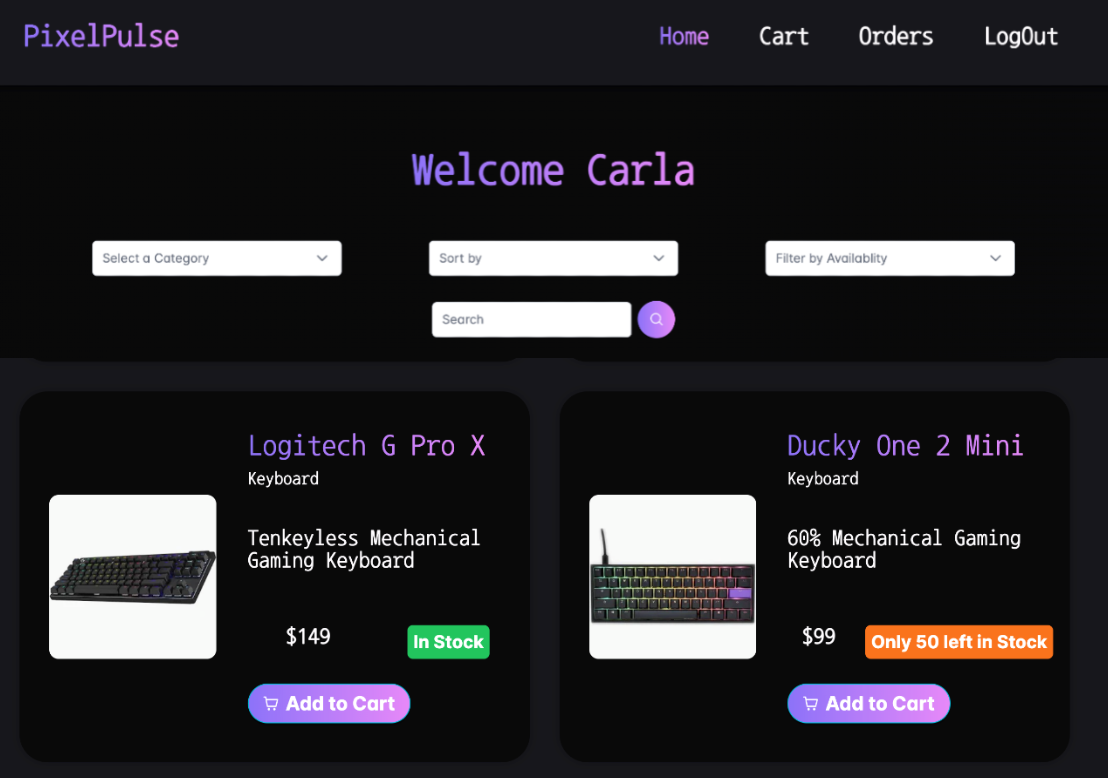 PixelPulse
Home
Cart
Orders
LogOut
Welcome Carla
Select a Category
Sort by
Filter by Availablity
Search
Logitech G Pro X
Keyboard
Tenkeyless Mechanical
Gaming Keyboard
$149
In Stock
Add to Cart
Ducky One 2 Mini
Keyboard
60% Mechanical Gaming
Keyboard
$99
Only 50 left in Stock
Add to Cart